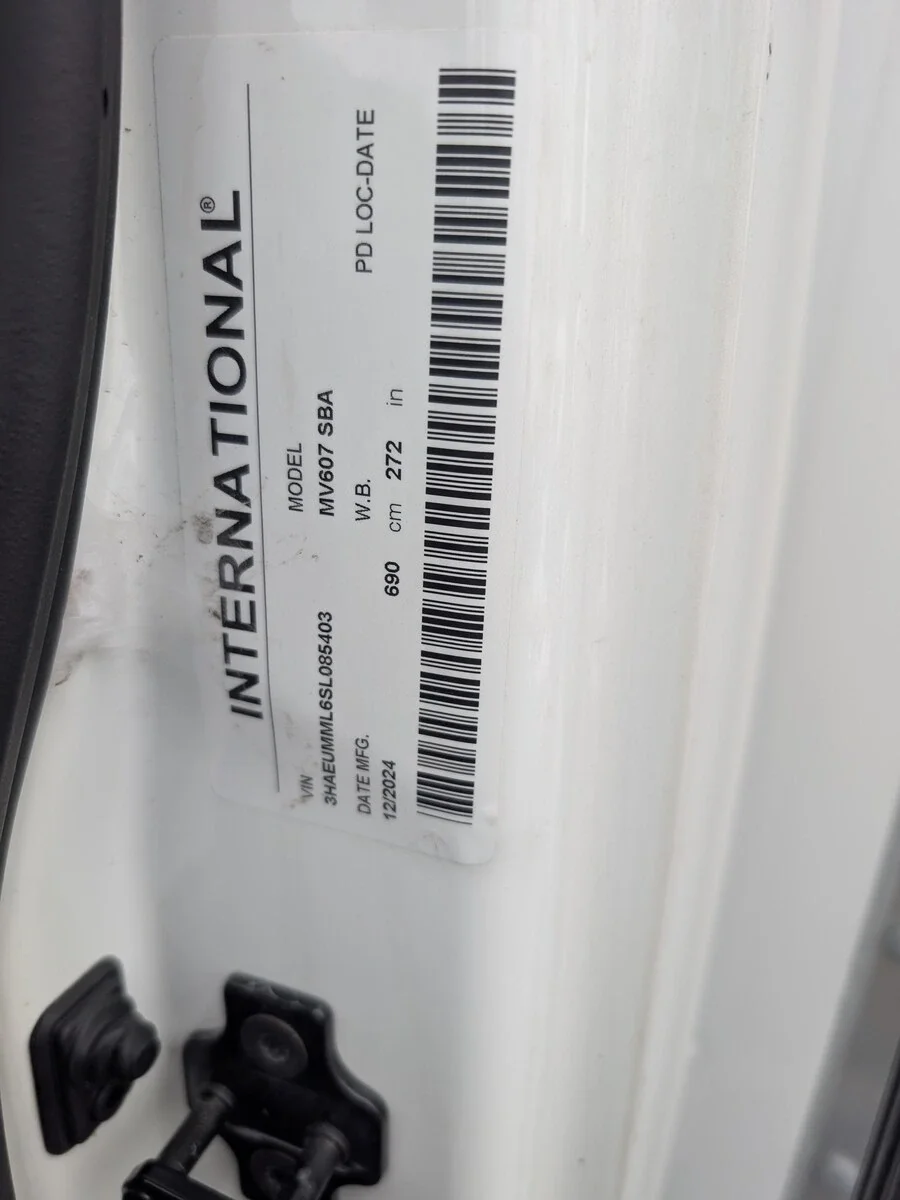 INTERNATIONAL®
VIN MODEL
3HAEUMML6SL085403 MV607 SBA
DATE MFG. W.B. PD LOC-DATE
12/2024 690 cm 272 in